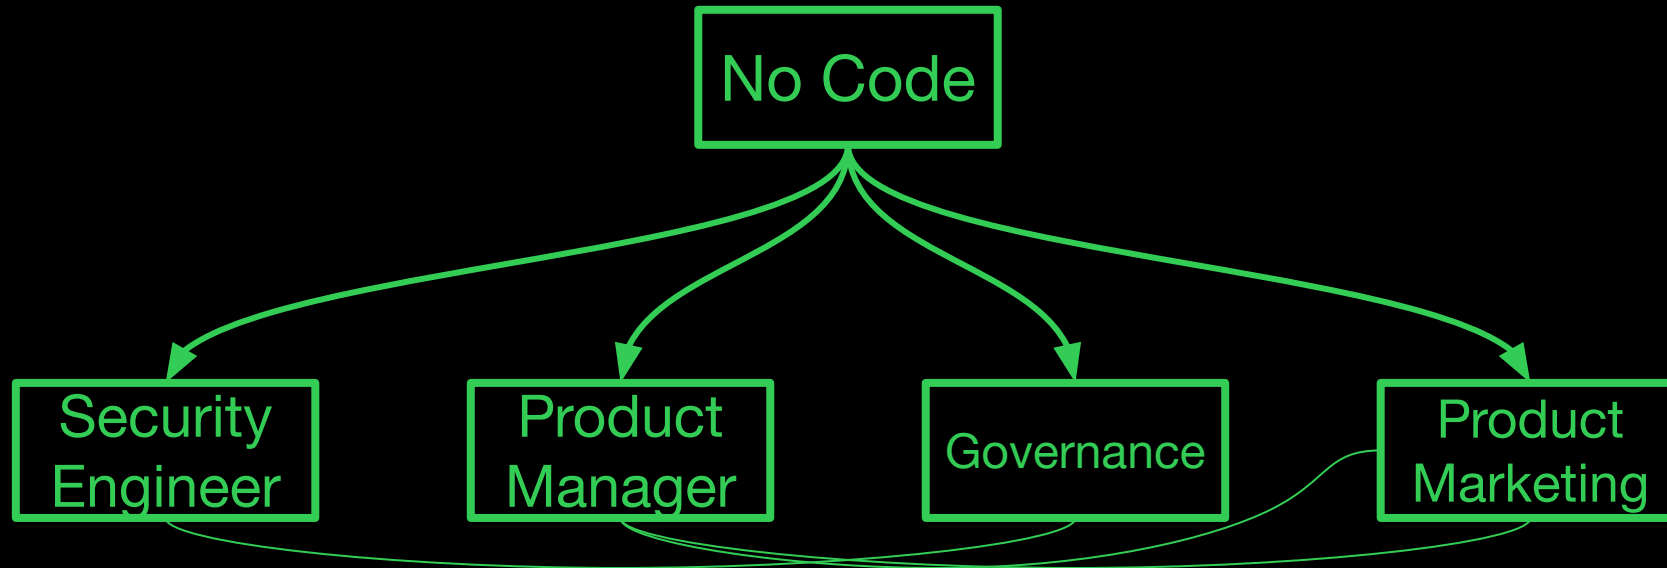 No Code
Security
Engineer
Product
Manager
Governance
Product
Marketing